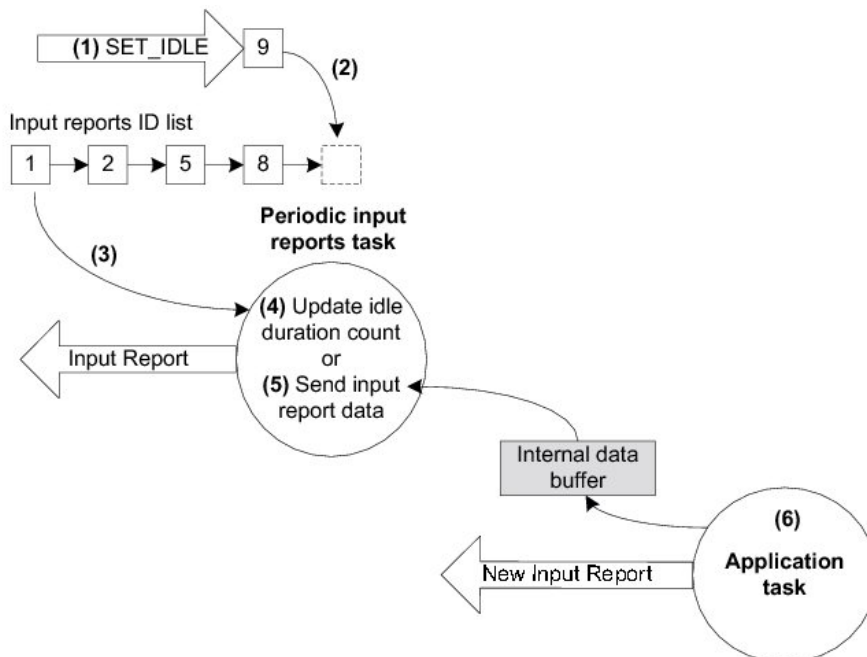 (1) SET_IDLE
9
(2)
Input reports ID list
1
2
5
8
Periodic input
reports task
(3)
(4) Update idle
duration count
or
(5) Send input
report data
Input Report
Internal data
buffer
(6)
Application
task
New Input Report